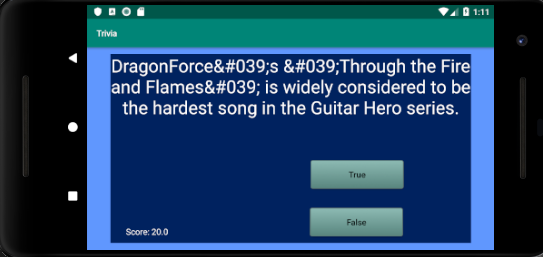 1:11
Trivia
DragonForce&#039;s &#039;Through the Fire
and Flames&#039; is widely considered to be
the hardest song in the Guitar Hero series.
True
False
Score: 20.0